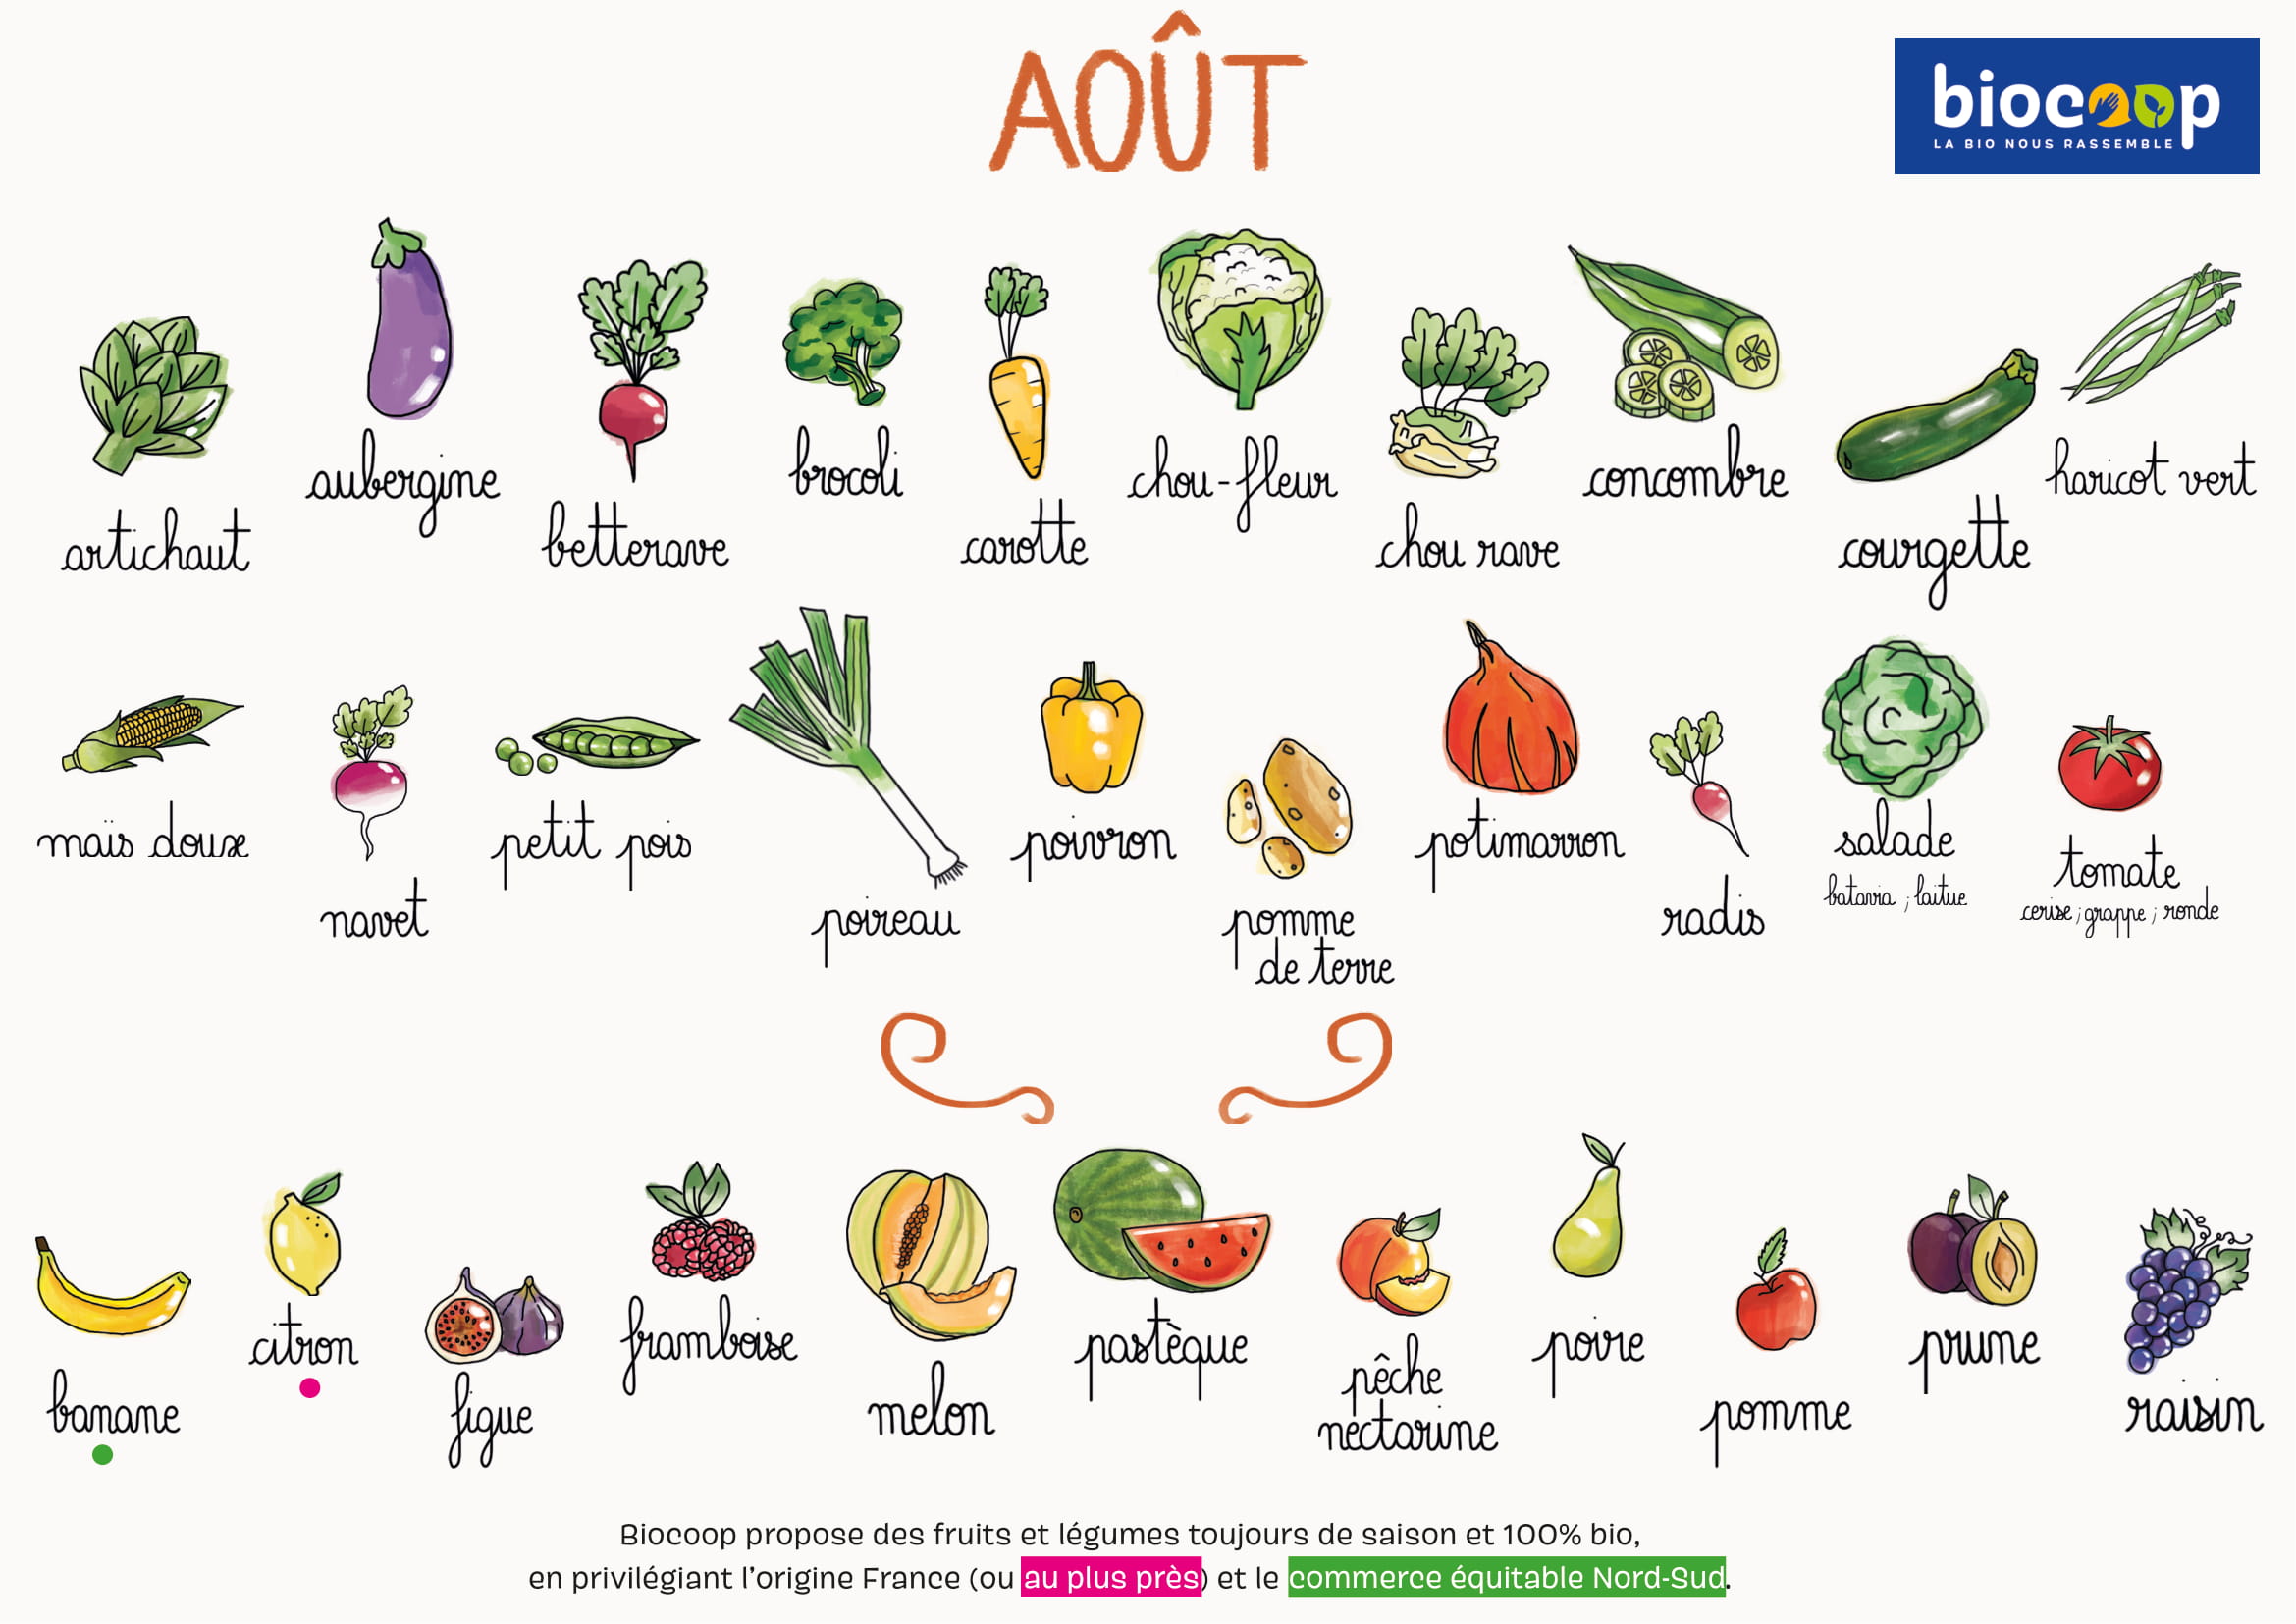 AOÛT
biocoop
LA BIO NOUS RASSEMBLE
artichaut
aubergine
betterave
brocoli
carotte
chou-fleur
chou rave
concombre
courgette
haricot vert
maïs doux
navet
petit pois
poireau
poivron
pomme
de terre
potimarron
radis
salade
batavia ; laitue
tomate
cerise ; grappe ; ronde
banane
citron
figue
framboise
melon
pastèque
pêche
nectarine
poire
pomme
prune
raisin
Biocoop propose des fruits et légumes toujours de saison et 100% bio,
en privilégiant l'origine France (ou au plus près) et le commerce équitable Nord-Sud.